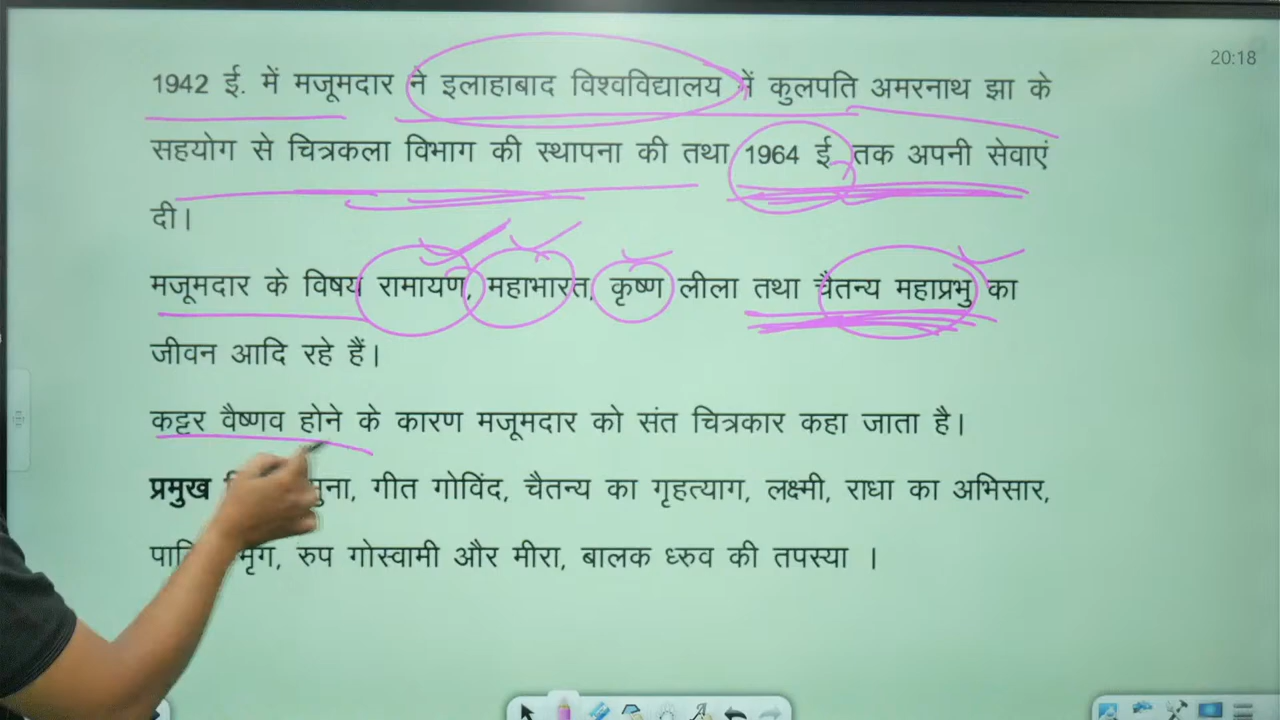 20:18
1942 ई. में मजूमदार ने इलाहाबाद विश्वविद्यालय में कुलपति अमरनाथ झा के
सहयोग से चित्रकला विभाग की स्थापना की तथा 1964 ई. तक अपनी सेवाएं
दी।
मजूमदार के विषय रामायण, महाभारत, कृष्ण लीला तथा चैतन्य महाप्रभु का
जीवन आदि रहे हैं।
कट्टर वैष्णव होने के कारण मजूमदार को संत चित्रकार कहा जाता है।
प्रमुख गीत गोविंद, चैतन्य का गृहत्याग, लक्ष्मी, राधा का अभिसार,
मृग, रुप गोस्वामी और मीरा, बालक ध्रुव की तपस्या ।